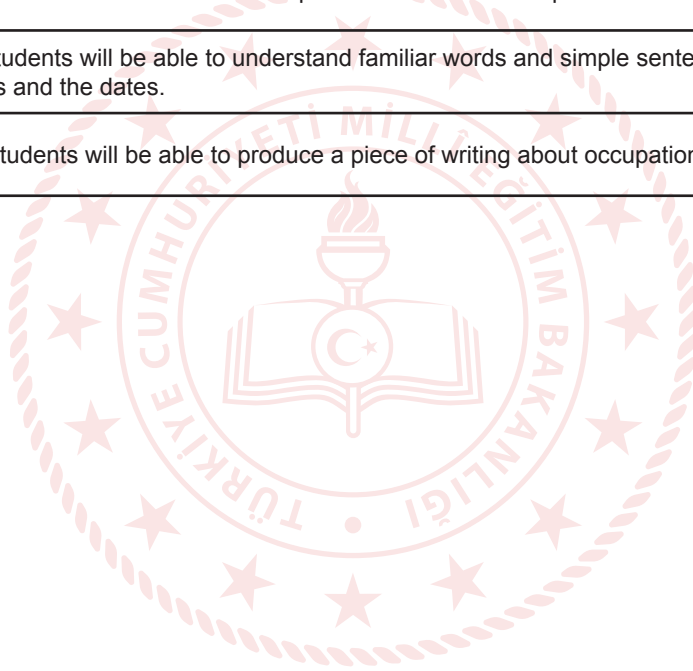 tudents will be able to understand familiar words and simple sente
s and the dates.
tudents will be able to produce a piece of writing about occupation
TÜRKİYE CUMHURİYETİ MİLLÎ EĞİTİM BAKANLIĞI